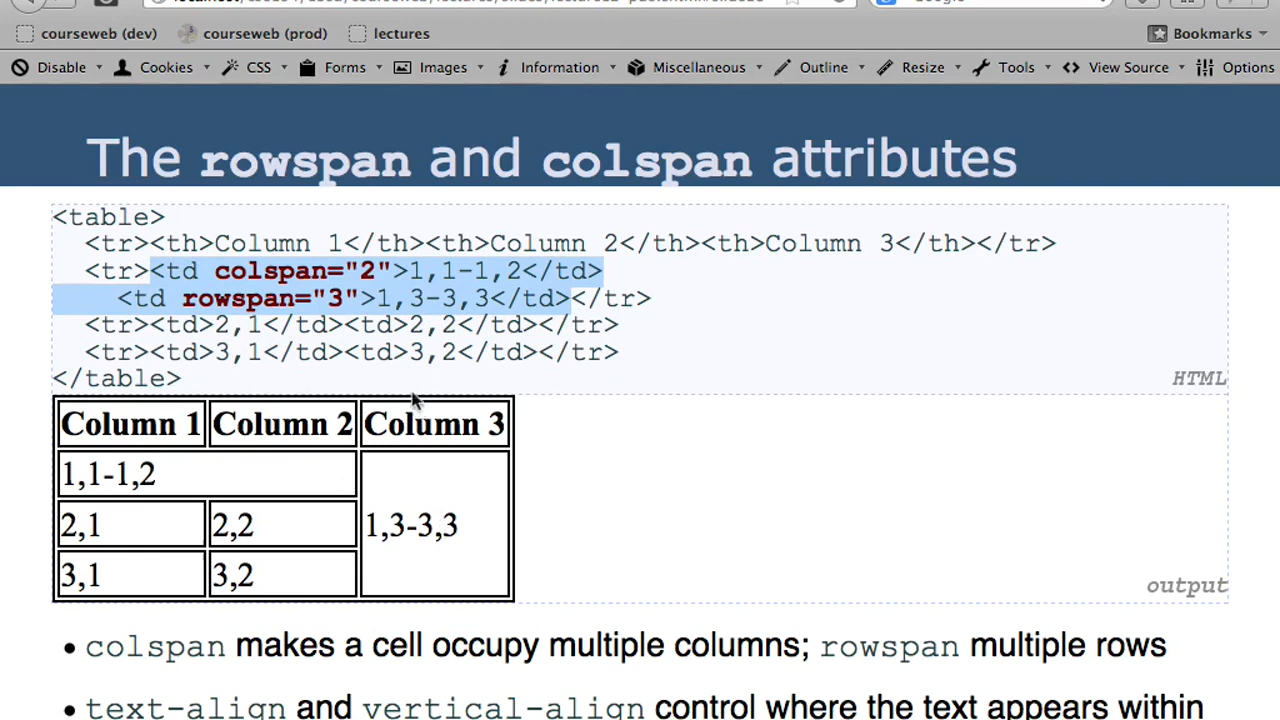 courseweb (dev) courseweb (prod) lectures Bookmarks
Disable Cookies CSS Forms Images Information Miscellaneous Outline Resize Tools View Source Options
The rowspan and colspan attributes
<table>
<tr><th>Column 1</th><th>Column 2</th><th>Column 3</th></tr>
<tr><td colspan="2">1,1-1,2</td>
<td rowspan="3">1,3-3,3</td></tr>
<tr><td>2,1</td><td>2,2</td></tr>
<tr><td>3,1</td><td>3,2</td></tr>
</table>
HTML
Column 1 Column 2 Column 3
1,1-1,2
2,1 2,2 1,3-3,3
3,1 3,2
output
• colspan makes a cell occupy multiple columns; rowspan multiple rows
• text-align and vertical-align control where the text appears within